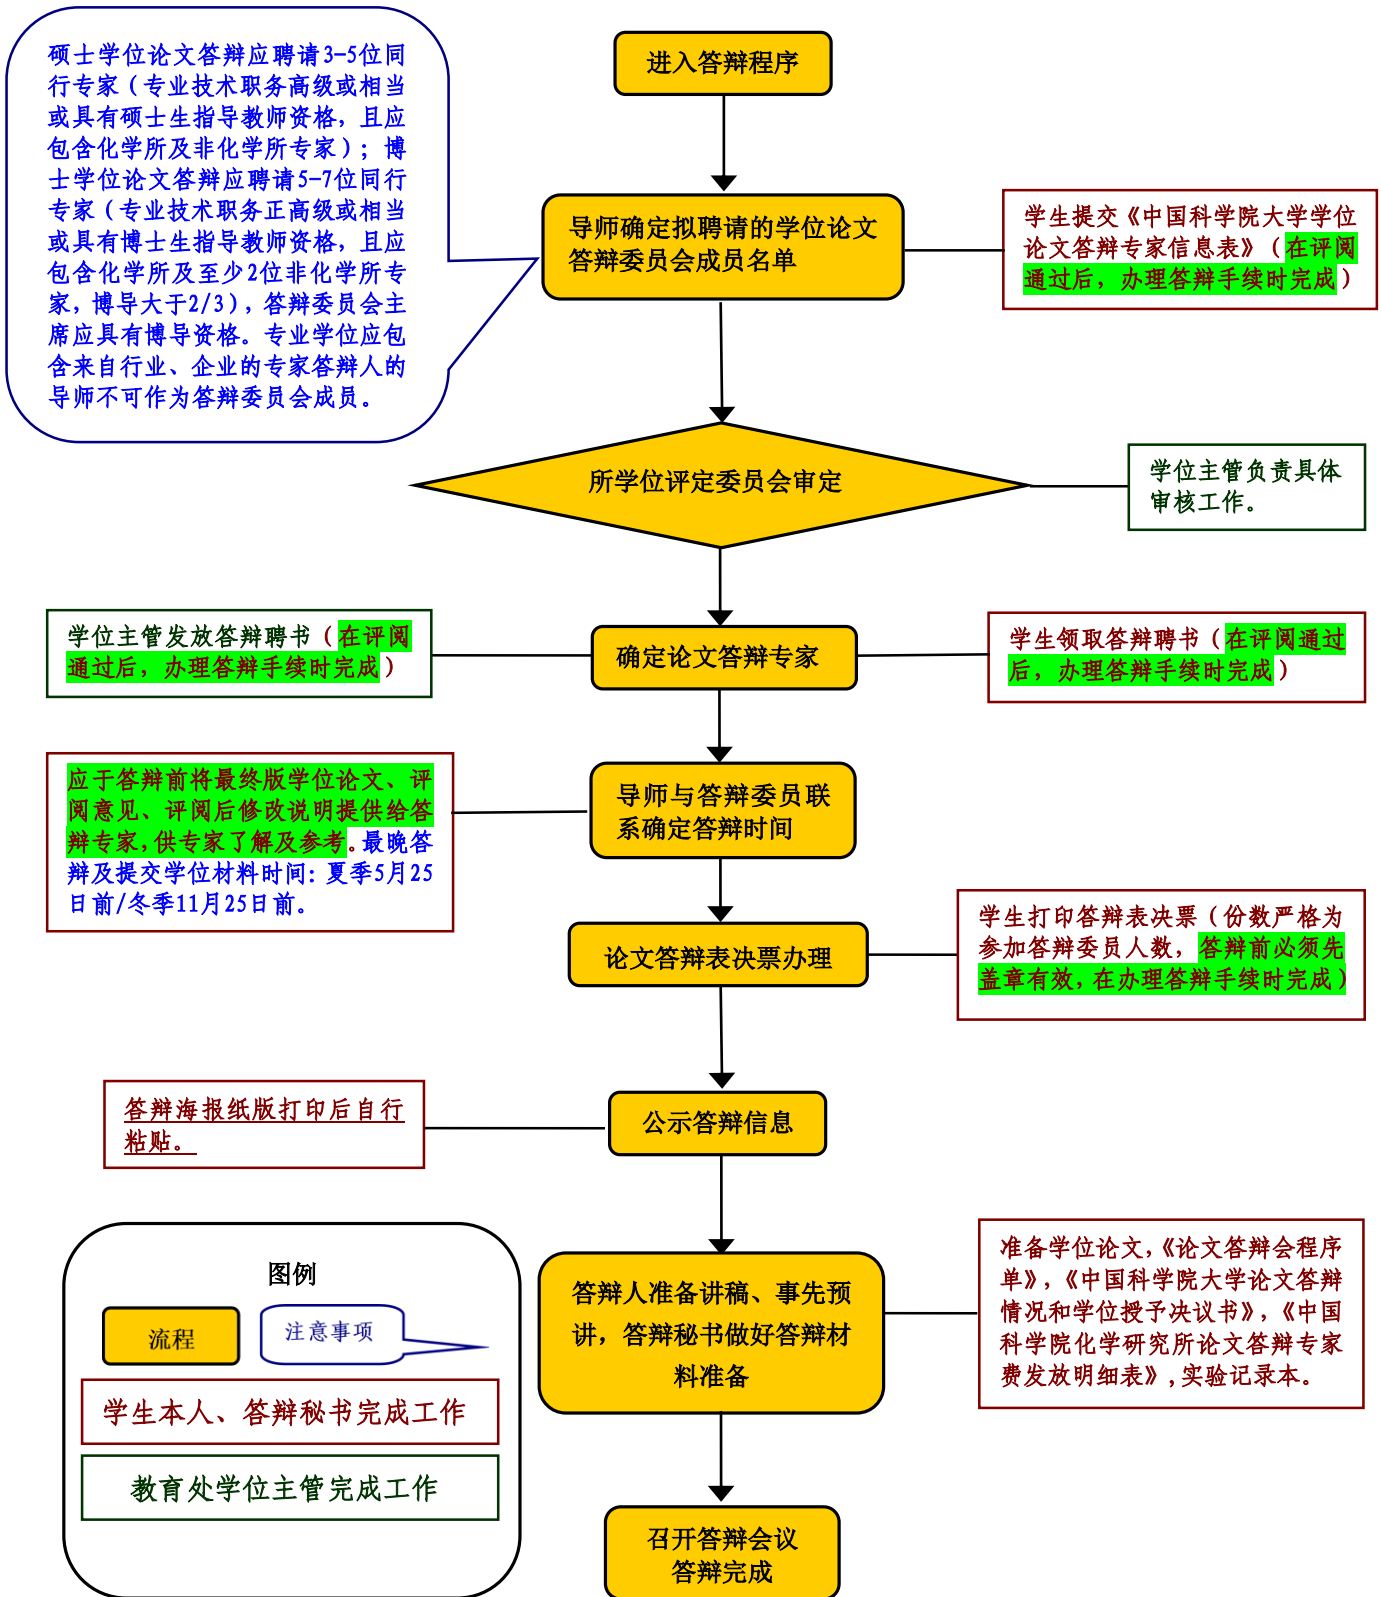 硕士学位论文答辩应聘请3-5位同
行专家（专业技术职务高级或相当
或具有硕士生指导教师资格，且应
包含化学所及非化学所专家）；博
士学位论文答辩应聘请5-7位同行
专家（专业技术职务正高级或相当
或具有博士生指导教师资格，且应
包含化学所及至少2位非化学所专
家，博导大于2/3），答辩委员会主
席应具有博导资格。专业学位应包
含来自行业、企业的专家答辩人的
导师不可作为答辩委员会成员。
进入答辩程序
导师确定拟聘请的学位论文
答辩委员会成员名单
学生提交《中国科学院大学学位
论文答辩专家信息表》（在评阅
通过后，办理答辩手续时完成）
所学位评定委员会审定
学位主管负责具体
审核工作。
学位主管发放答辩聘书（在评阅
通过后，办理答辩手续时完成）
确定论文答辩专家
学生领取答辩聘书（在评阅通过
后，办理答辩手续时完成）
应于答辩前将最终版学位论文、评
阅意见、评阅后修改说明提供给答
辩专家,供专家了解及参考。最晚答
辩及提交学位材料时间：夏季5月25
日前/冬季11月25日前。
导师与答辩委员联
系确定答辩时间
论文答辩表决票办理
学生打印答辩表决票（份数严格为
参加答辩委员人数，答辩前必须先
盖章有效，在办理答辩手续时完成）
答辩海报纸版打印后自行
粘贴。
公示答辩信息
答辩人准备讲稿、事先预
讲，答辩秘书做好答辩材
料准备
准备学位论文，《论文答辩会程序
单》，《中国科学院大学论文答辩
情况和学位授予决议书》，《中国
科学院化学研究所论文答辩专家
费发放明细表》,实验记录本。
召开答辩会议
答辩完成
图例
流程
注意事项
学生本人、答辩秘书完成工作
教育处学位主管完成工作